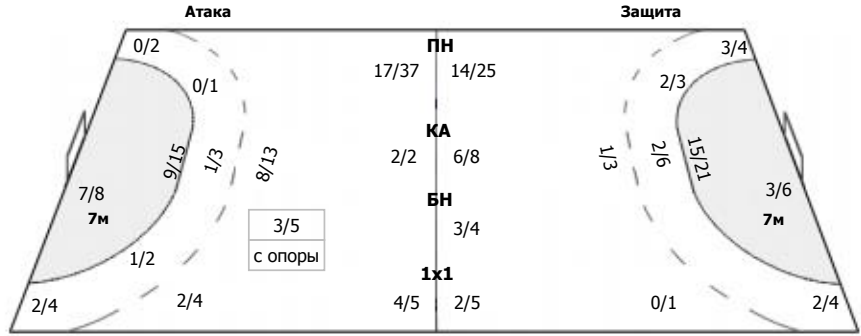 Атака Защита
0/2 ПН 3/4
17/37 14/25
0/1 2/3
КА
9/15 1/3 8/13 2/2 6/8 1/3 2/6 15/21
7/8 3/6
БН
7м 7м
3/5 3/4
с опоры
1/2
1x1
2/4 2/4 4/5 2/5 0/1 2/4